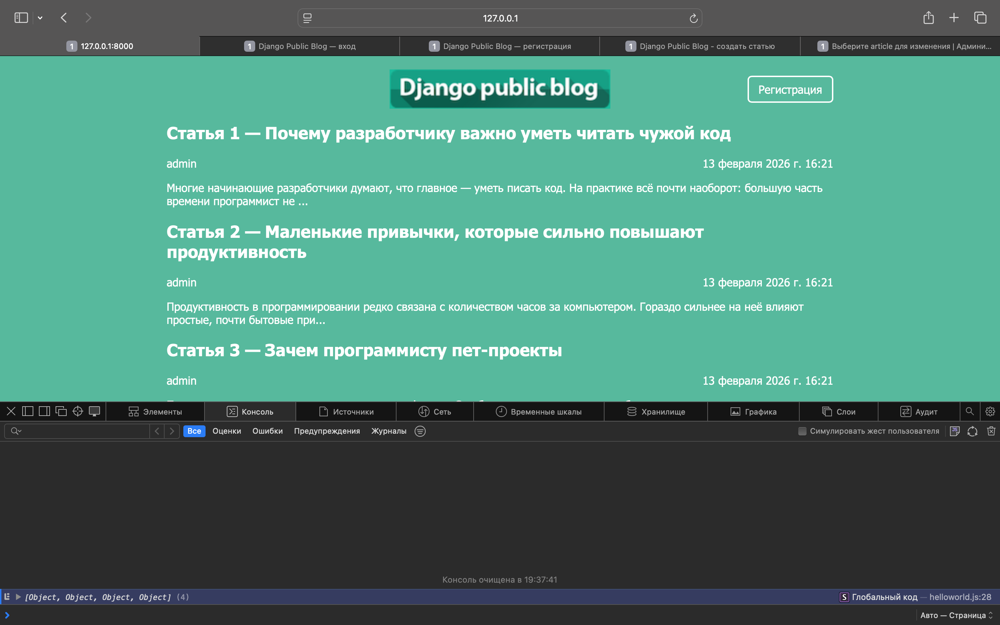 127.0.0.1
1 127.0.0.1:8000
1 Django Public Blog — вход
1 Django Public Blog — регистрация
1 Django Public Blog - создать статью
1 Выберите article для изменения | Админи...
Django public blog
Регистрация
Статья 1 — Почему разработчику важно уметь читать чужой код
admin
13 февраля 2026 г. 16:21
Многие начинающие разработчики думают, что главное — уметь писать код. На практике всё почти наоборот: большую часть
времени программист не ...
Статья 2 — Маленькие привычки, которые сильно повышают
продуктивность
admin
13 февраля 2026 г. 16:21
Продуктивность в программировании редко связана с количеством часов за компьютером. Гораздо сильнее на неё влияют
простые, почти бытовые при...
Статья 3 — Зачем программисту пет-проекты
admin
13 февраля 2026 г. 16:21
Элементы
Консоль
Источники
Сеть
Временные шкалы
Хранилище
Графика
Слои
Аудит
Все
Оценки
Ошибки
Предупреждения
Журналы
Симулировать жест пользователя
JS
Консоль очищена в 19:37:41
[Object, Object, Object, Object] (4)
S Глобальный код — helloworld.js:28
Авто — Страница